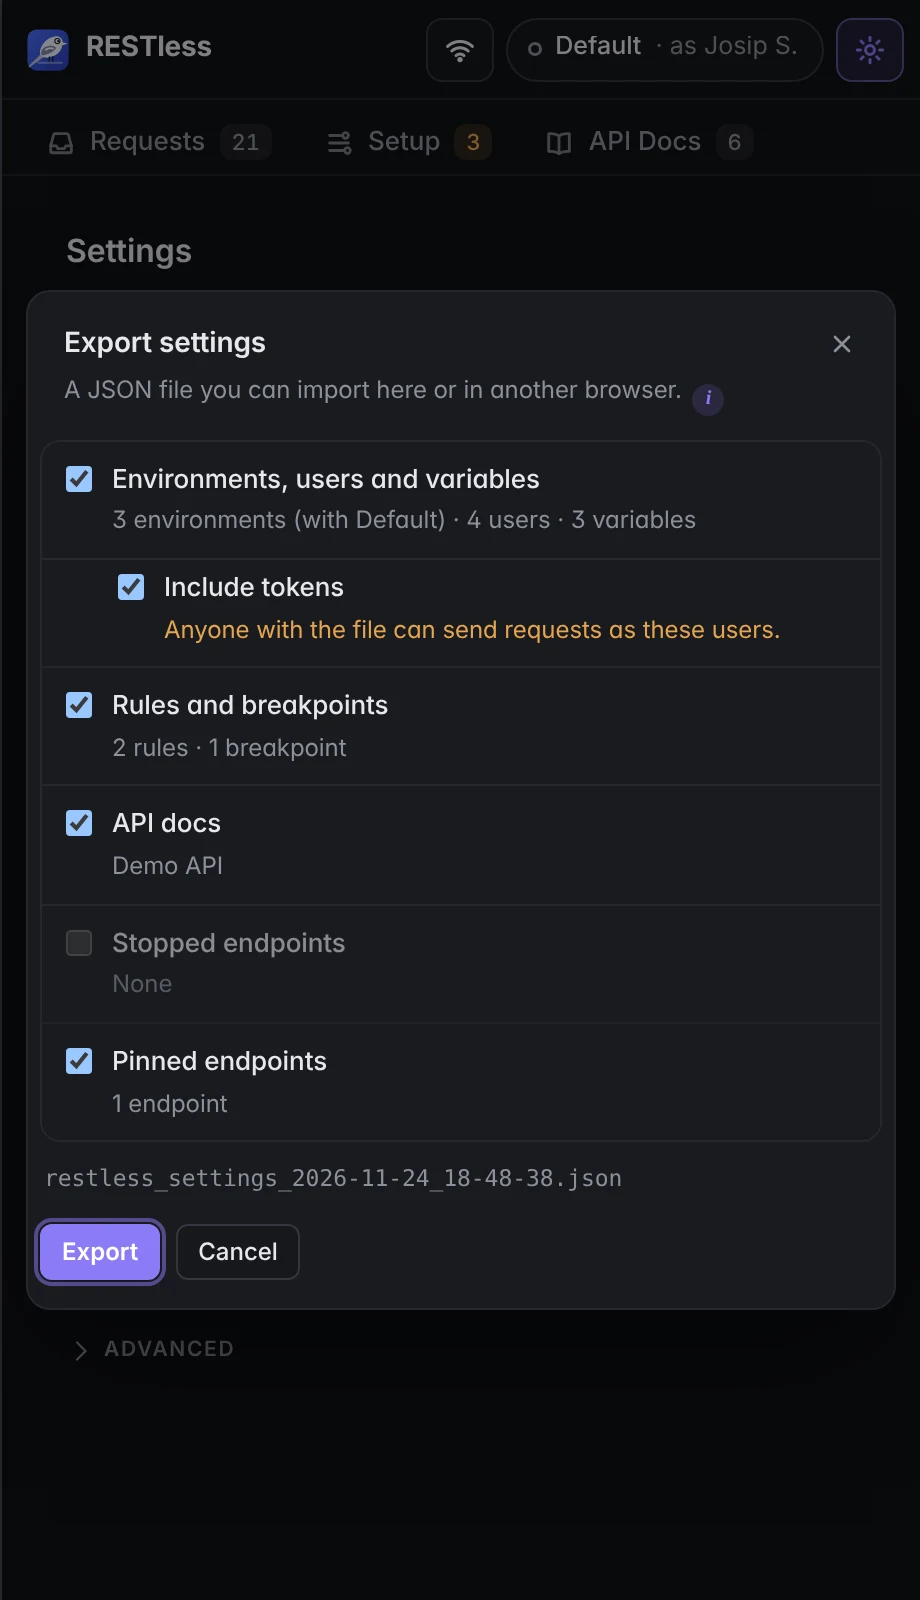 RESTless
Default · as Josip S.
Requests 21
Setup 3
API Docs 6
Settings
Export settings
A JSON file you can import here or in another browser. i
Environments, users and variables
3 environments (with Default) · 4 users · 3 variables
Include tokens
Anyone with the file can send requests as these users.
Rules and breakpoints
2 rules · 1 breakpoint
API docs
Demo API
Stopped endpoints
None
Pinned endpoints
1 endpoint
restless_settings_2026-11-24_18-48-38.json
Export
Cancel
ADVANCED